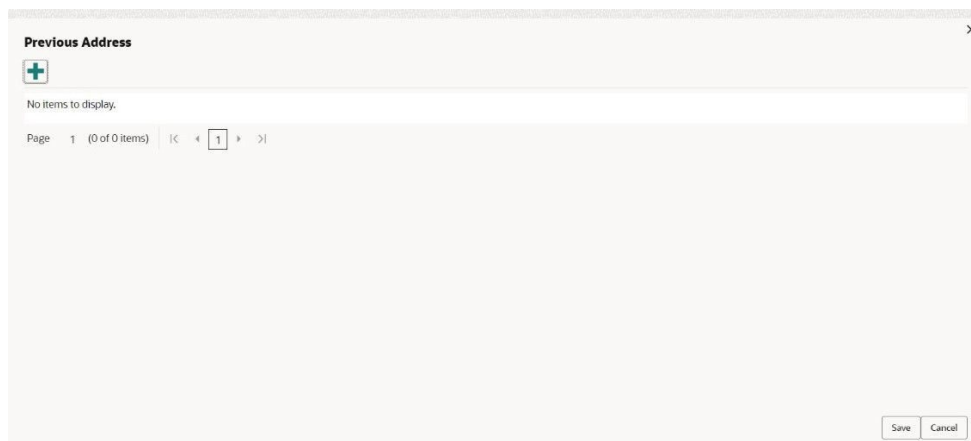 Previous Address
No items to display.
Page 1 (0 of 0 items) 1
Save Cancel